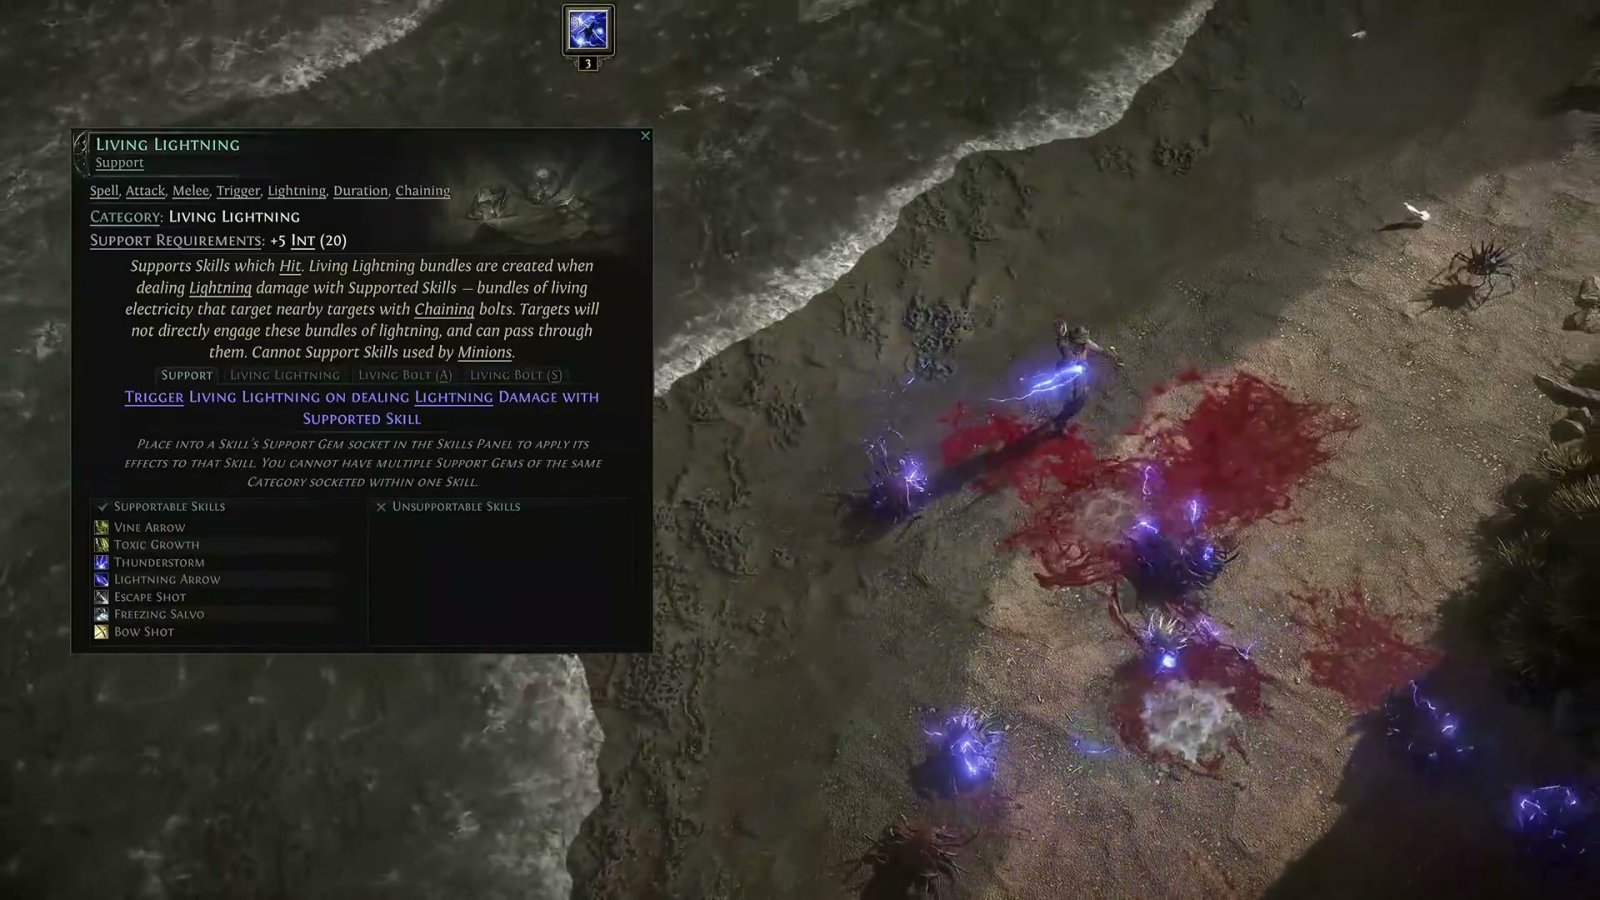 3
Living Lightning
Support
Spell, Attack, Melee, Trigger, Lightning, Duration, Chaining
Category: Living Lightning
Support Requirements: +5 Int (20)
Supports Skills which Hit. Living Lightning bundles are created when
dealing Lightning damage with Supported Skills — bundles of living
electricity that target nearby targets with Chaining bolts. Targets will
not directly engage these bundles of lightning, and can pass through
them. Cannot Support Skills used by Minions.
Support Living Lightning Living Bolt (A) Living Bolt (S)
Trigger Living Lightning on dealing Lightning Damage with
Supported Skill
Place into a Skill's Support Gem socket in the Skills Panel to apply its
effects to that Skill. You cannot have multiple Support Gems of the same
Category socketed within one Skill.
Supportable Skills
Vine Arrow
Toxic Growth
Thunderstorm
Lightning Arrow
Escape Shot
Freezing Salvo
Bow Shot
Unsupportable Skills